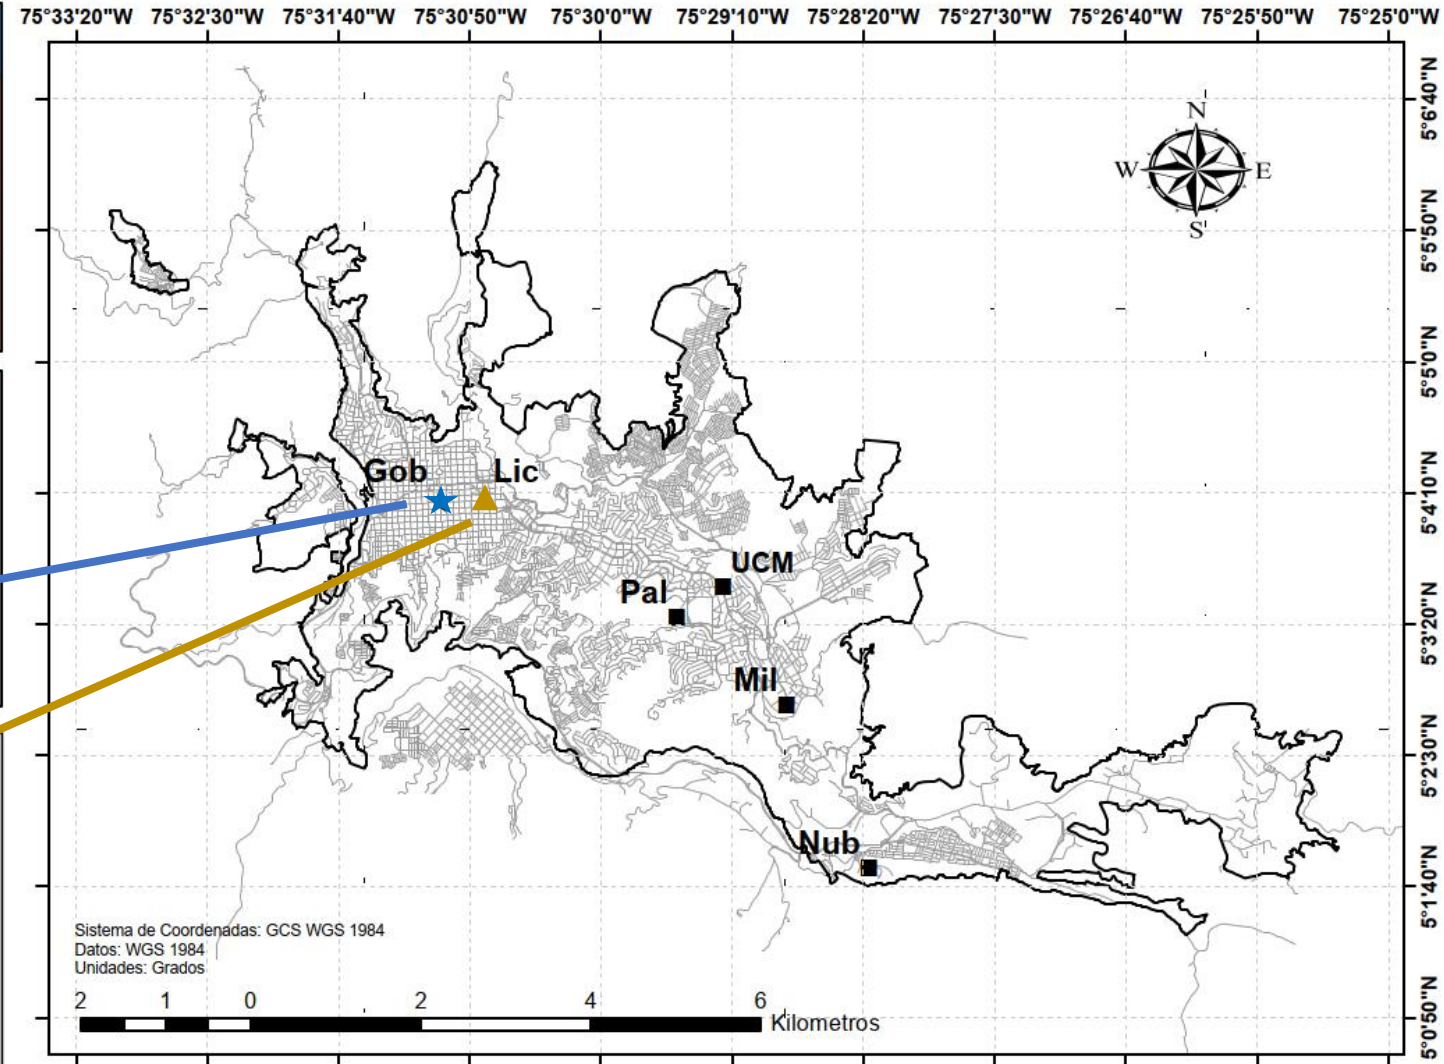 75°33'20"W 75°32'30"W 75°31'40"W 75°30'50"W 75°30'0"W 75°29'10"W 75°28'20"W 75°27'30"W 75°26'40"W 75°25'50"W 75°25'0"W
5°6'40"N
N
W E
S
5°5'50"N
5°5'0"N
Gob Lic
5°4'10"N
UCM
Pal
5°3'20"N
Mil
5°2'30"N
Nub
5°1'40"N
Sistema de Coordenadas: GCS WGS 1984
Datos: WGS 1984
Unidades: Grados
2 1 0 2 4 6
Kilometros
5°0'50"N